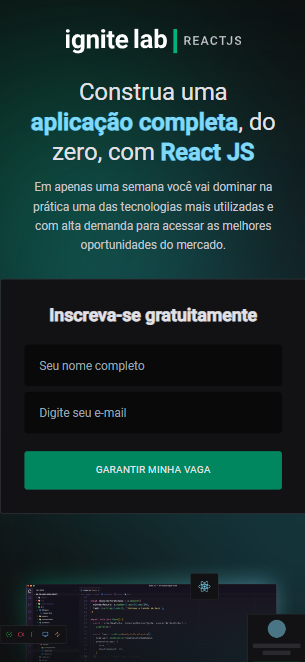 ignite lab | REACTJS
Construa uma
aplicação completa, do
zero, com React JS
Em apenas uma semana você vai dominar na
prática uma das tecnologias mais utilizadas e
com alta demanda para acessar as melhores
oportunidades do mercado.
Inscreva-se gratuitamente
Seu nome completo
Digite seu e-mail
GARANTIR MINHA VAGA